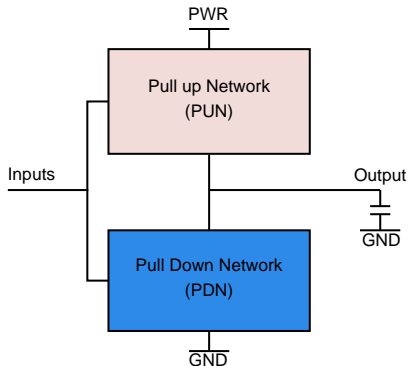 PWR
Pull up Network
(PUN)
Inputs
Output
GND
Pull Down Network
(PDN)
GND